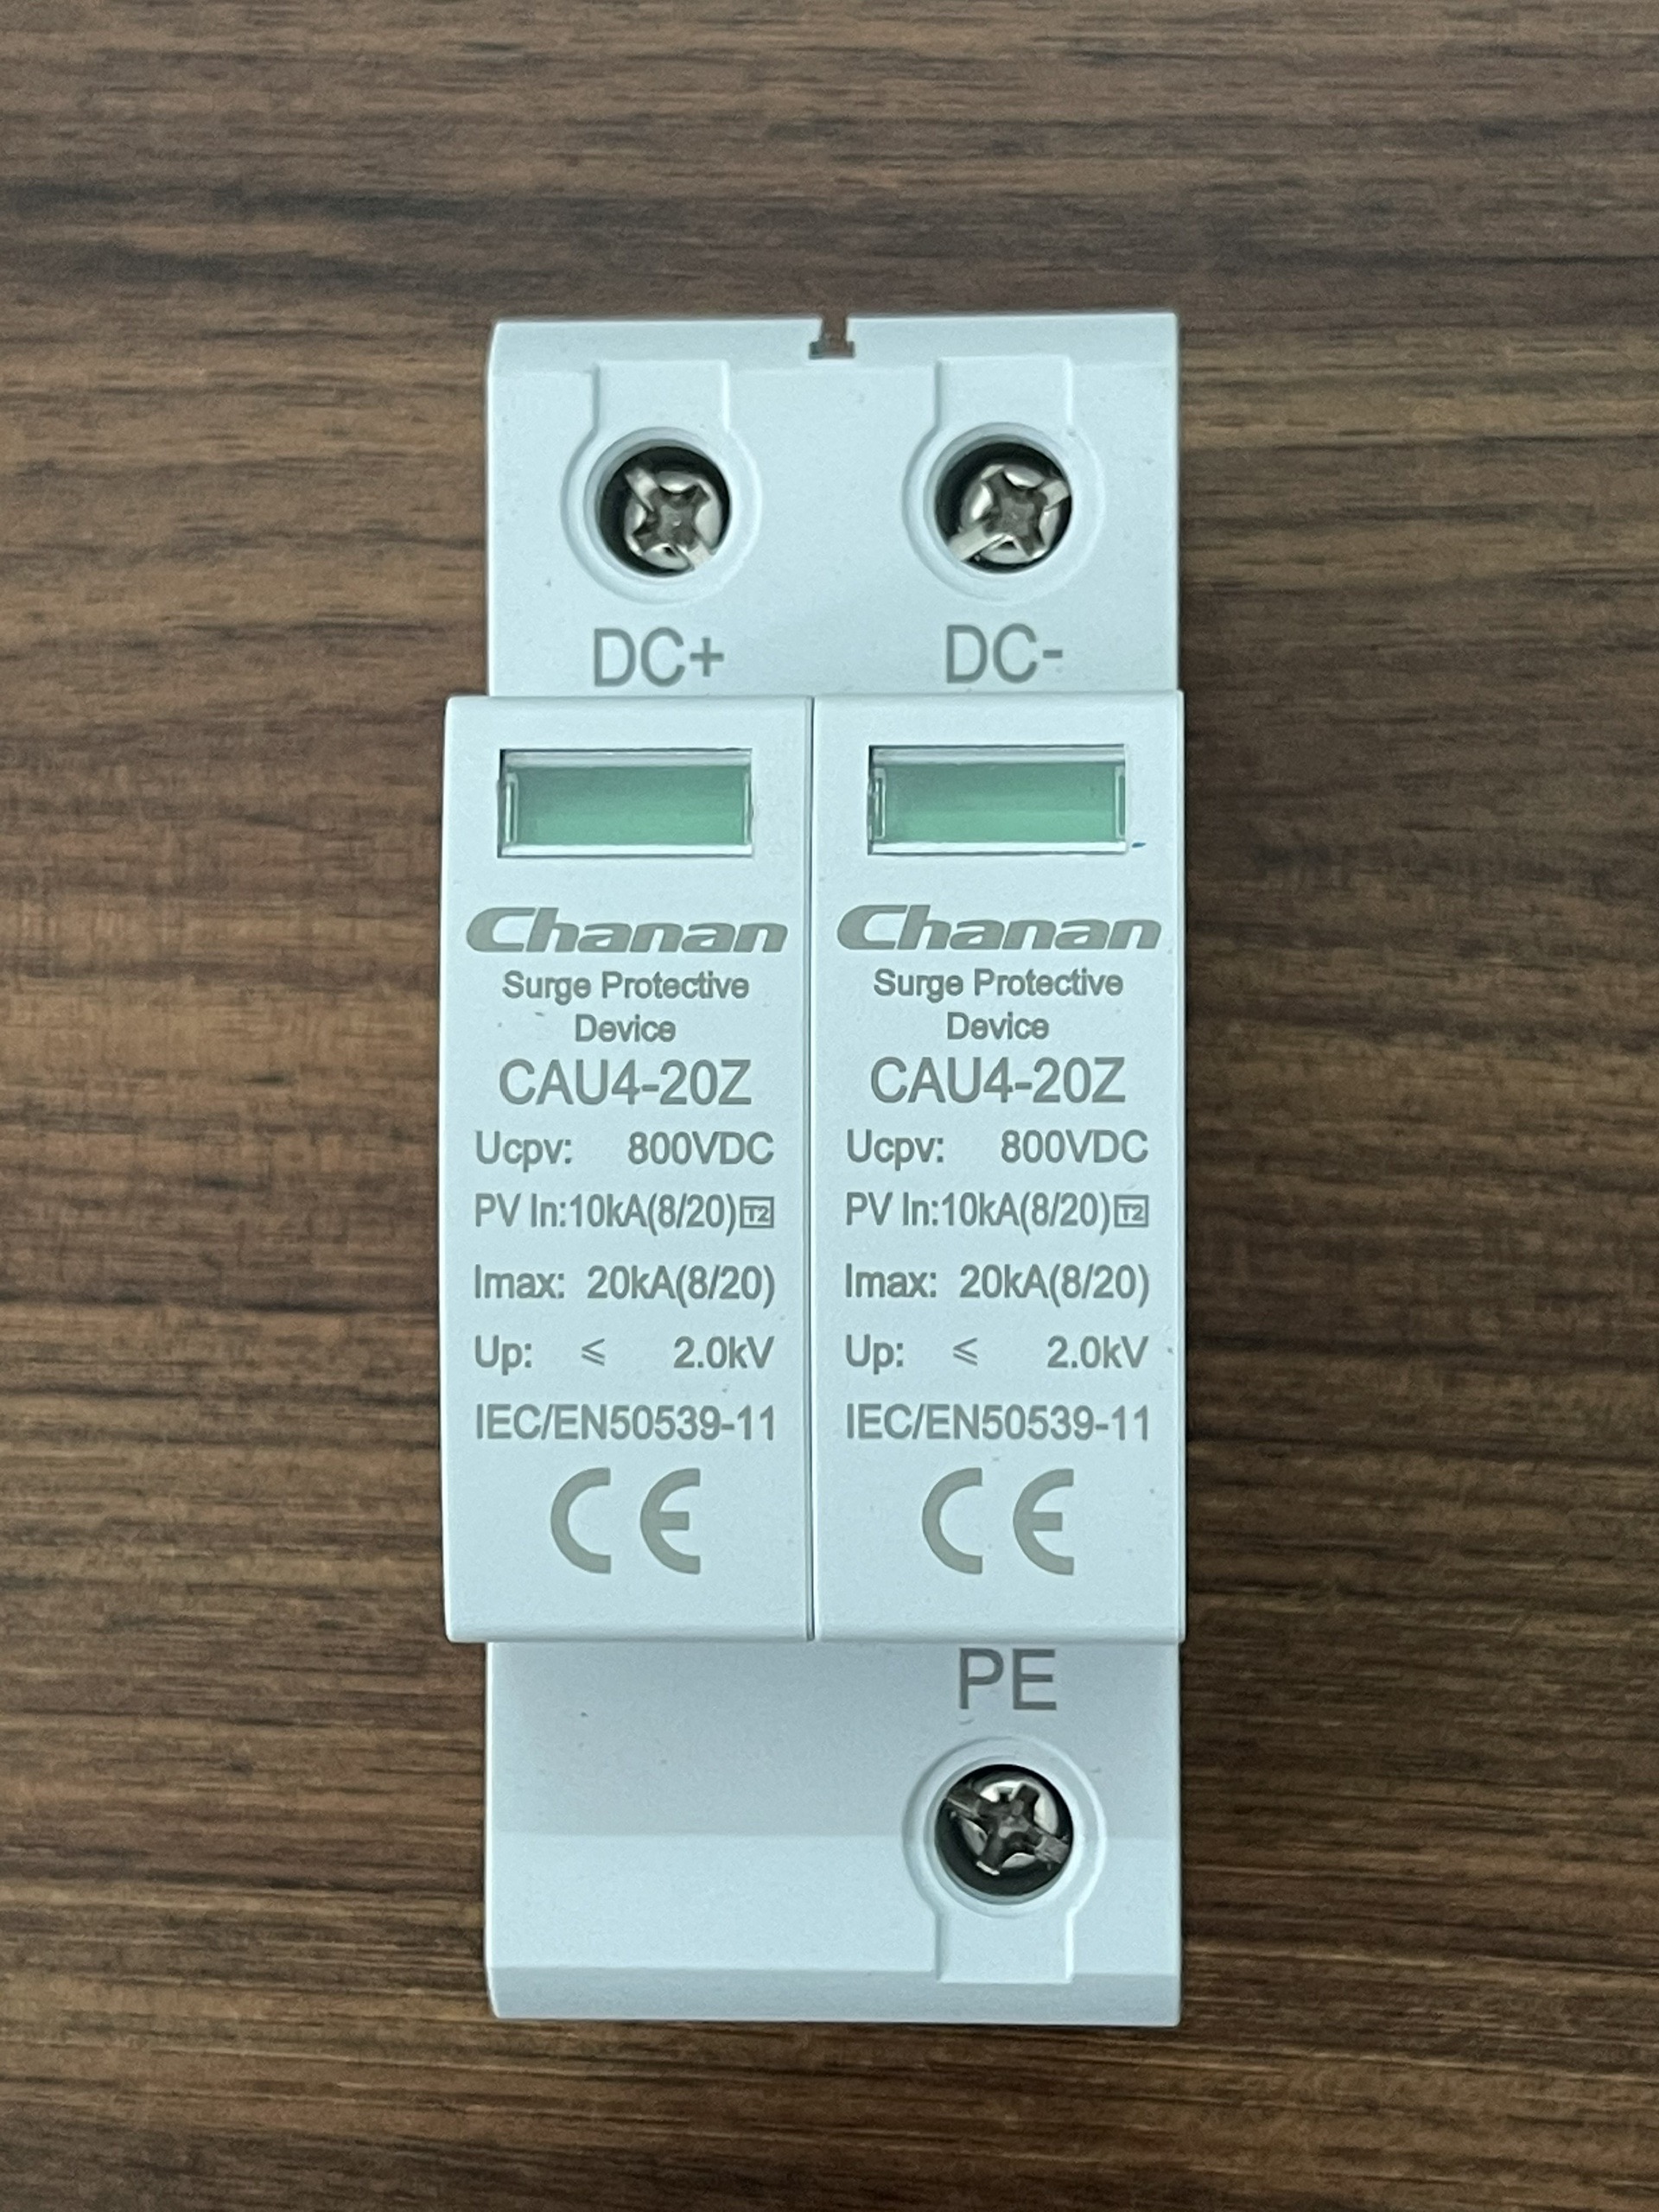 DC+ DC-
Chanan
Surge Protective
Device
CAU4-20Z
Ucpv: 800VDC
PV In:10kA(8/20) T2
Imax: 20kA(8/20)
Up: ⩽ 2.0kV
IEC/EN50539-11
CE
Chanan
Surge Protective
Device
CAU4-20Z
Ucpv: 800VDC
PV In:10kA(8/20) T2
Imax: 20kA(8/20)
Up: ⩽ 2.0kV
IEC/EN50539-11
CE
PE